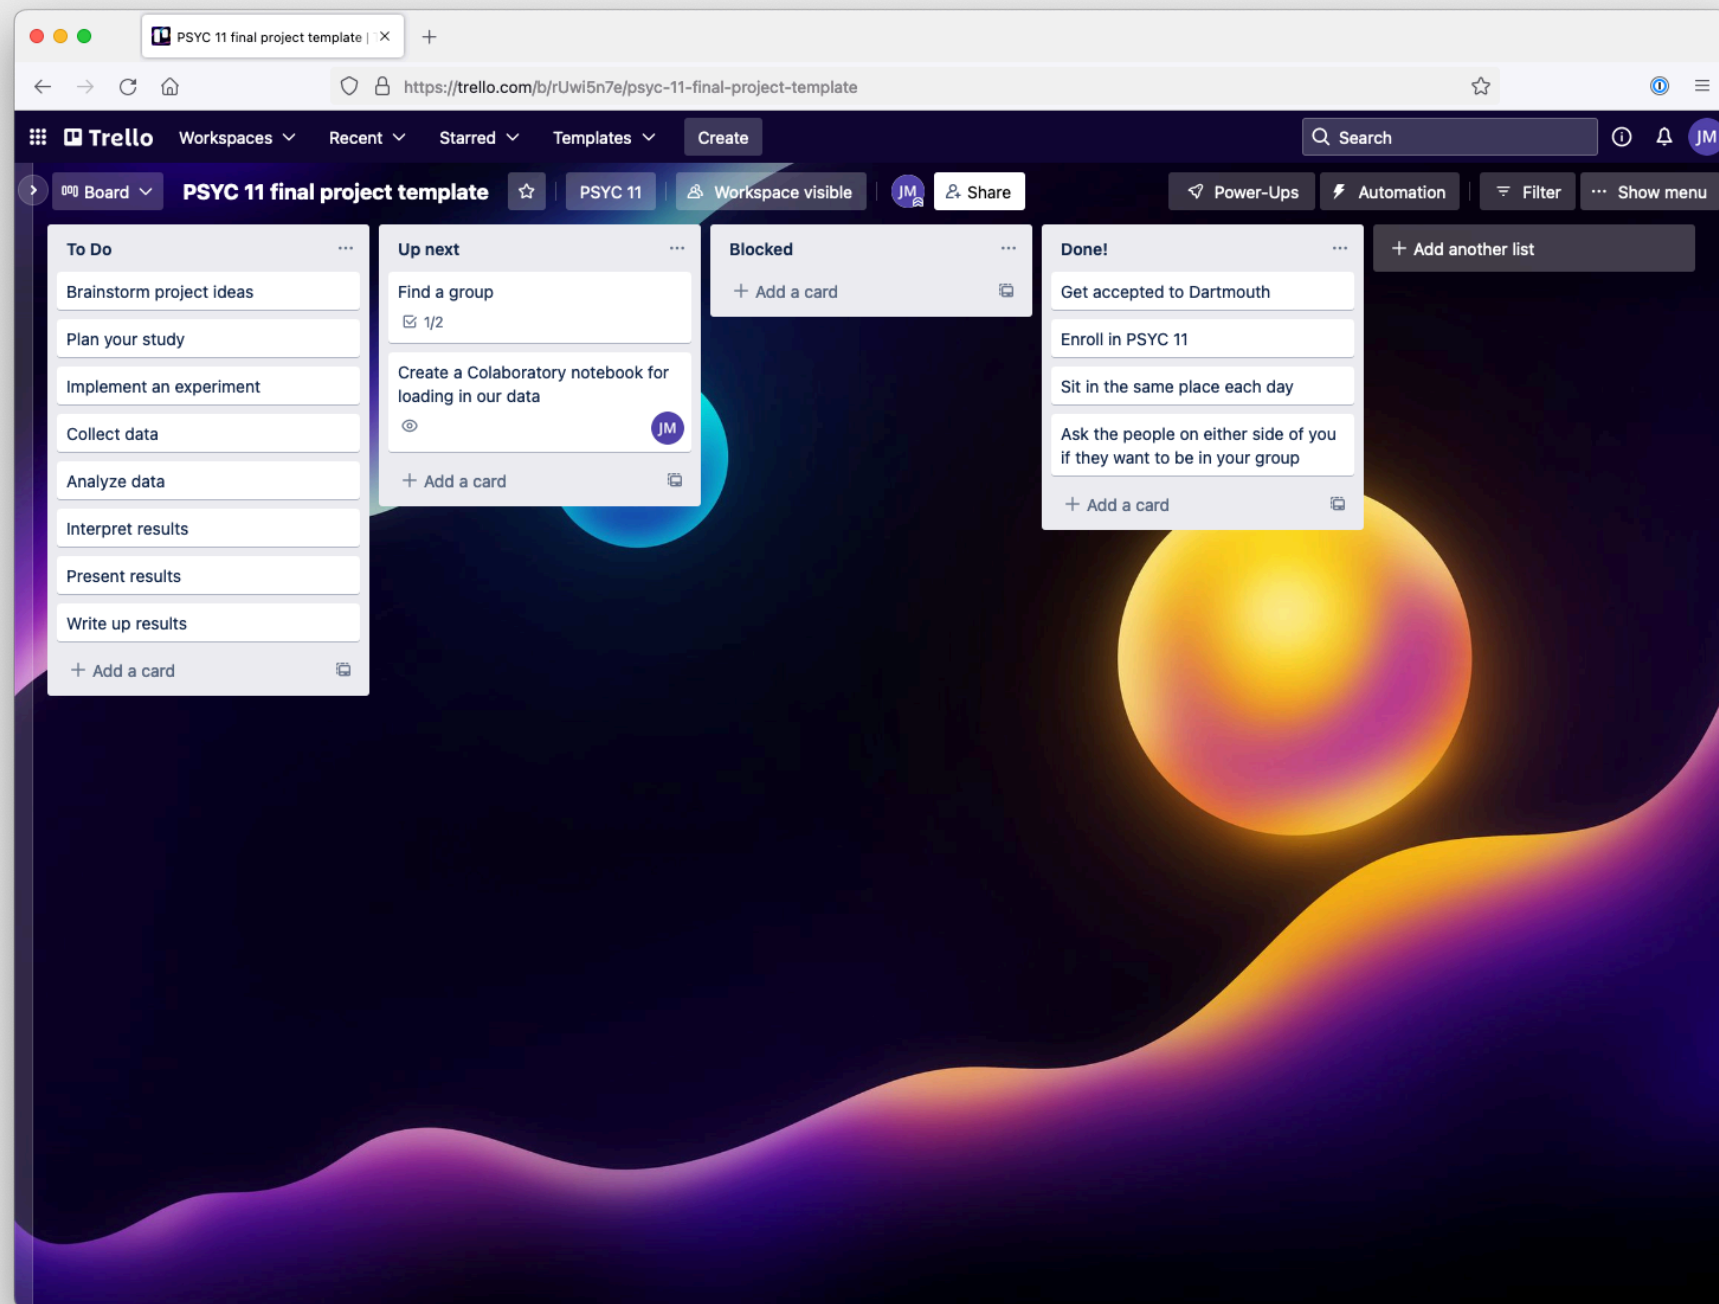 PSYC 11 final project template |
https://trello.com/b/rUwi5n7e/psyc-11-final-project-template
Trello Workspaces Recent Starred Templates Create Search JM
Board PSYC 11 final project template PSYC 11 Workspace visible JM Share Power-Ups Automation Filter Show menu
To Do
Brainstorm project ideas
Plan your study
Implement an experiment
Collect data
Analyze data
Interpret results
Present results
Write up results
+ Add a card
Up next
Find a group
1/2
Create a Colaboratory notebook for
loading in our data
JM
+ Add a card
Blocked
+ Add a card
Done!
Get accepted to Dartmouth
Enroll in PSYC 11
Sit in the same place each day
Ask the people on either side of you
if they want to be in your group
+ Add a card
+ Add another list